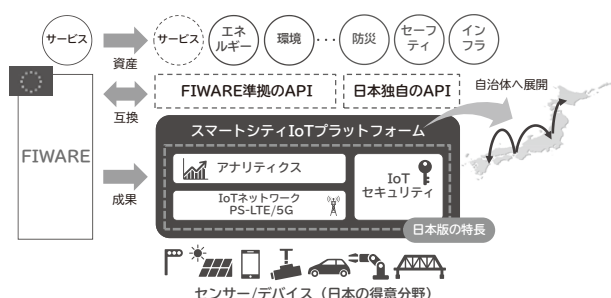 サービス
資産
サービス
エネ
ルギー
環境
···
防災
セーフ
ティ
イン
フラ
FIWARE
互換
成果
FIWARE準拠のAPI
日本独自のAPI
自治体へ展開
スマートシティIoTプラットフォーム
アナリティクス
IoTネットワーク
PS-LTE/5G
IoT
セキュリティ
日本版の特長
センサー/デバイス（日本の得意分野）